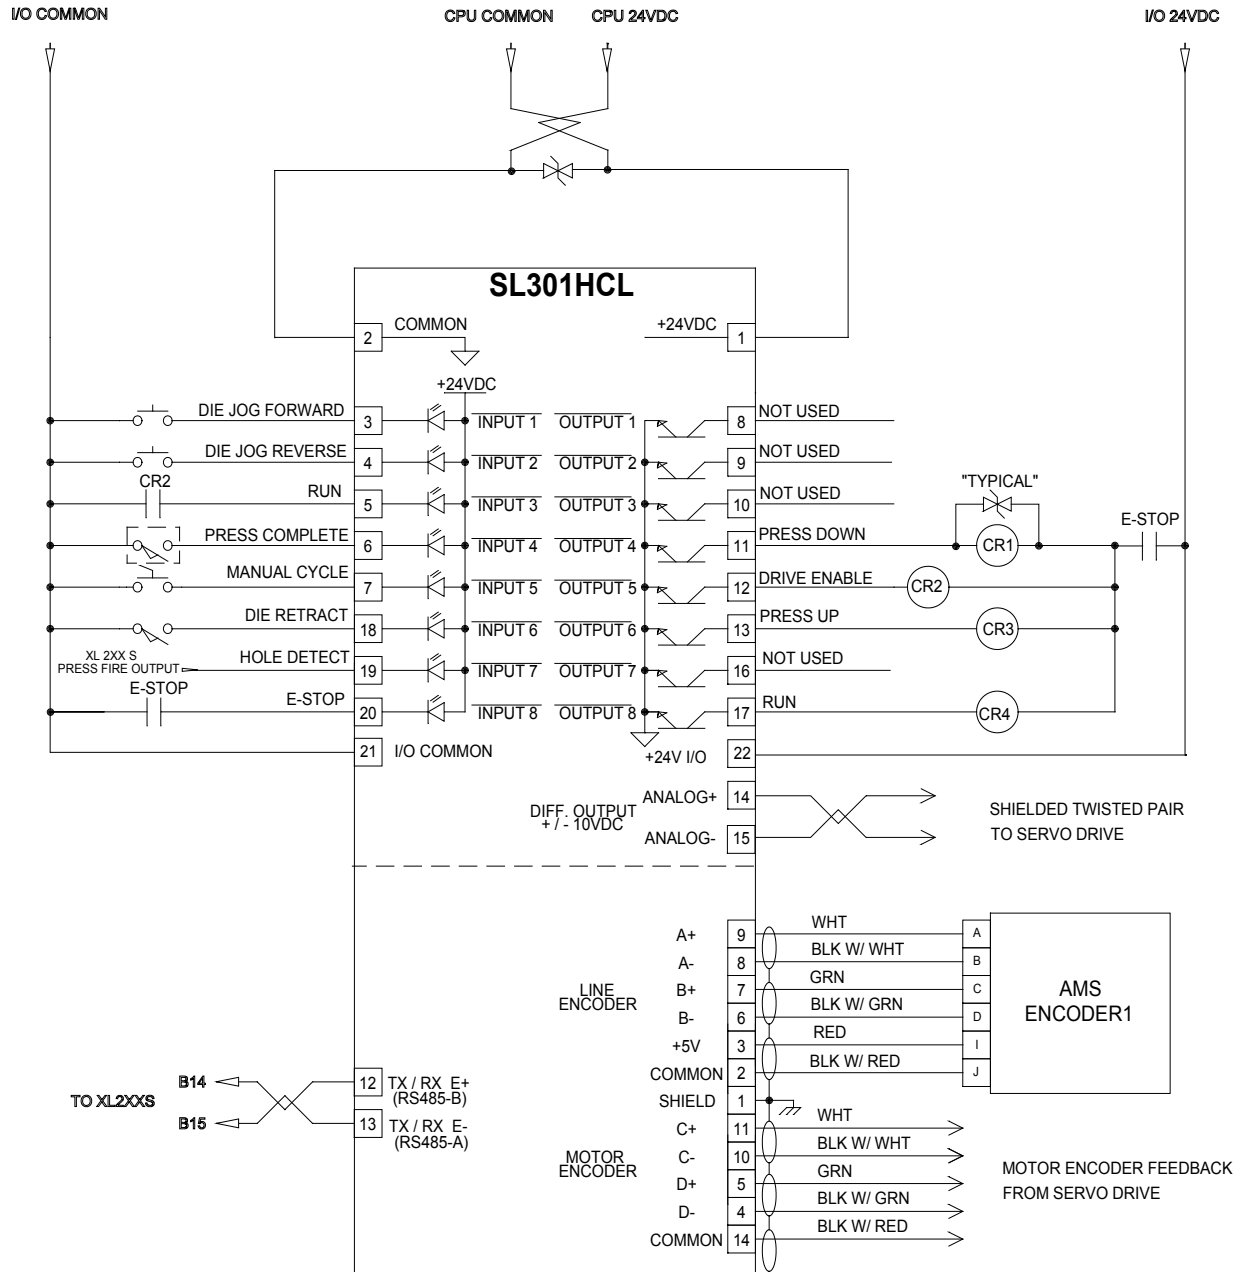 I/O COMMON CPU COMMON CPU 24VDC I/O 24VDC
SL301HCL
2 COMMON +24VDC 1
+24VDC
DIE JOG FORWARD 3 INPUT 1 OUTPUT 1 8 NOT USED
DIE JOG REVERSE 4 INPUT 2 OUTPUT 2 9 NOT USED
CR2 RUN 5 INPUT 3 OUTPUT 3 10 NOT USED
"TYPICAL"
PRESS COMPLETE 6 INPUT 4 OUTPUT 4 11 PRESS DOWN CR1 E-STOP
MANUAL CYCLE 7 INPUT 5 OUTPUT 5 12 DRIVE ENABLE CR2
DIE RETRACT 18 INPUT 6 OUTPUT 6 13 PRESS UP CR3
XL 2XX S
PRESS FIRE OUTPUT
HOLE DETECT 19 INPUT 7 OUTPUT 7 16 NOT USED
E-STOP
E-STOP 20 INPUT 8 OUTPUT 8 17 RUN CR4
21 I/O COMMON +24V I/O 22
DIFF. OUTPUT
+ / - 10VDC
ANALOG+ 14
ANALOG- 15
SHIELDED TWISTED PAIR
TO SERVO DRIVE
LINE
ENCODER
A+ 9 WHT A
A- 8 BLK W/ WHT B
B+ 7 GRN C
B- 6 BLK W/ GRN D
+5V 3 RED I
COMMON 2 BLK W/ RED J
AMS
ENCODER1
SHIELD 1
TO XL2XXS
B14 12 TX / RX E+
(RS485-B)
B15 13 TX / RX E-
(RS485-A)
MOTOR
ENCODER
C+ 11 WHT
C- 10 BLK W/ WHT
D+ 5 GRN
D- 4 BLK W/ GRN
COMMON 14 BLK W/ RED
MOTOR ENCODER FEEDBACK
FROM SERVO DRIVE